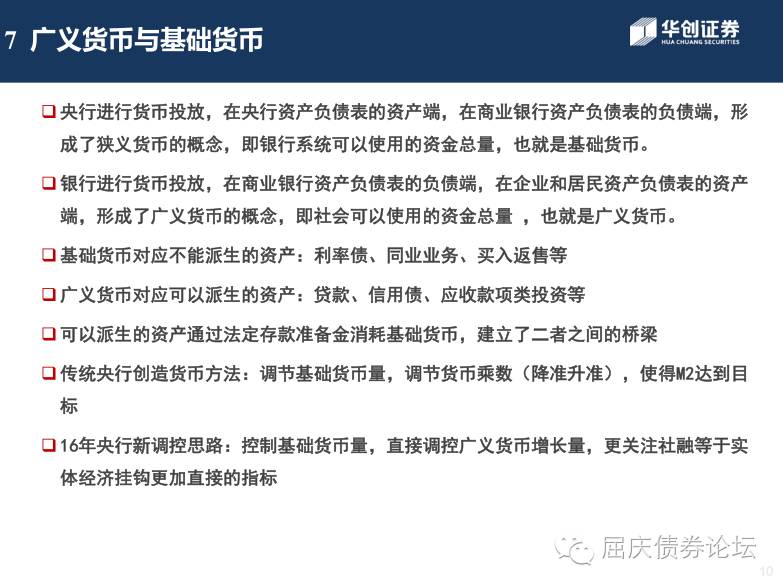 7 广义货币与基础货币
华创证券
HUA CHUANG SECURITIES
央行进行货币投放，在央行资产负债表的资产端，在商业银行资产负债表的负债端，形
成了狭义货币的概念，即银行系统可以使用的资金总量，也就是基础货币。
银行进行货币投放，在商业银行资产负债表的负债端，在企业和居民资产负债表的资产
端，形成了广义货币的概念，即社会可以使用的资金总量 ，也就是广义货币。
基础货币对应不能派生的资产：利率债、同业业务、买入返售等
广义货币对应可以派生的资产：贷款、信用债、应收款项类投资等
可以派生的资产通过法定存款准备金消耗基础货币，建立了二者之间的桥梁
传统央行创造货币方法：调节基础货币量，调节货币乘数（降准升准），使得M2达到目
标
16年央行新调控思路：控制基础货币量，直接调控广义货币增长量，更关注社融等于实
体经济挂钩更加直接的指标
屈庆债券论坛
10